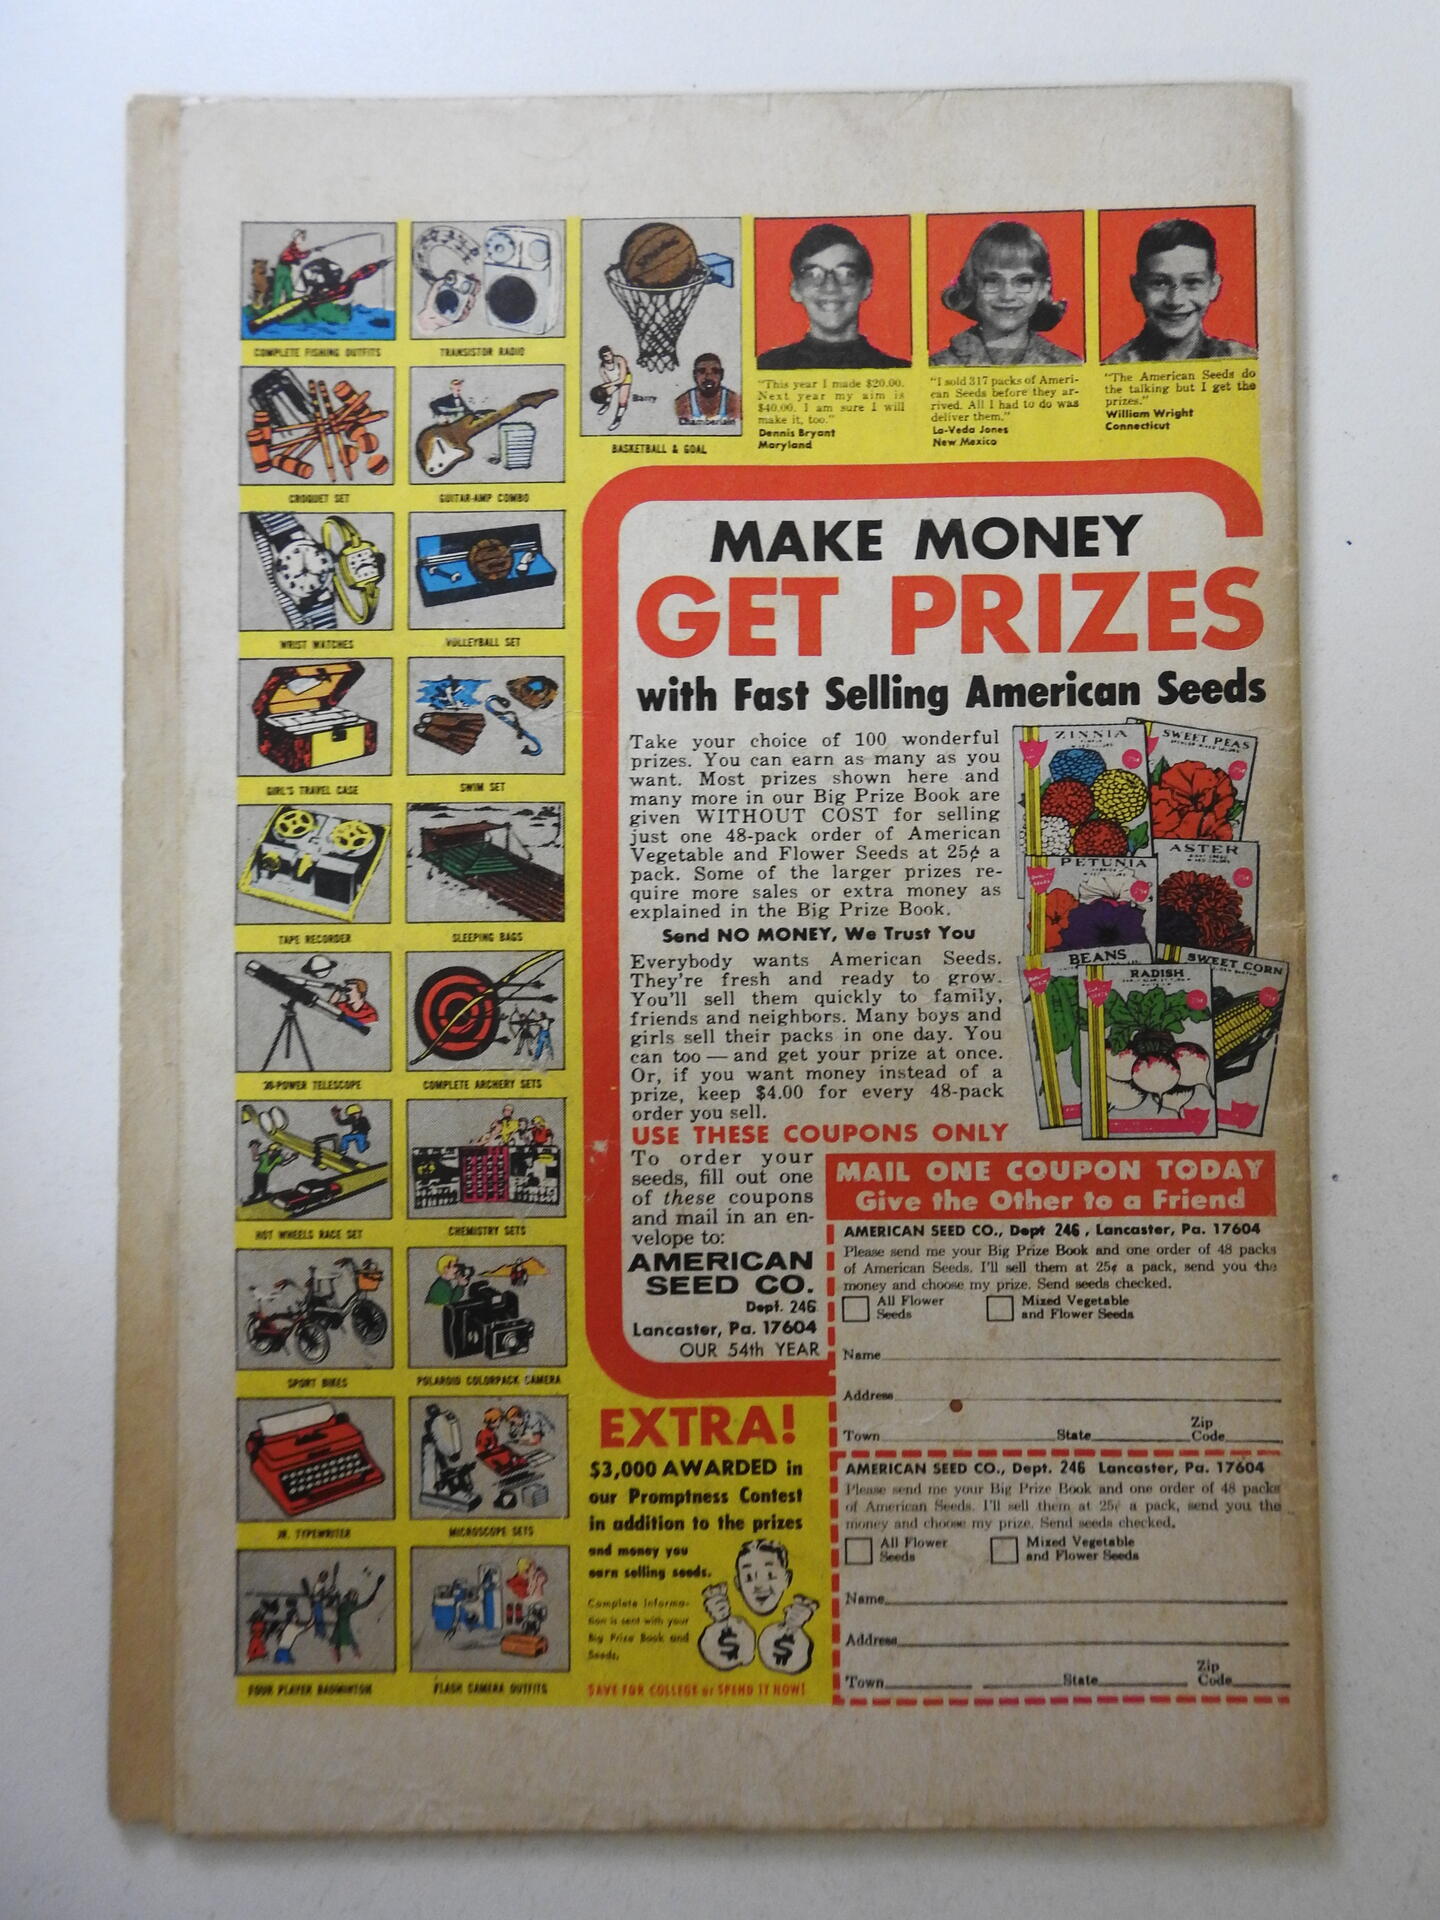 COMPLETE FISHING OUTFITS
TRANSISTOR RADIO
CROQUET SET
GUITAR-AMP COMBO
WRIST WATCHES
VOLLEYBALL SET
GIRL'S TRAVEL CASE
SWIM SET
TAPE RECORDER
SLEEPING BAGS
COMPLETE ARCHERY SETS
HOT WHEELS RACE SET
CHEMISTRY SETS
SPORT BIKES
POLAROID COLORPACK CAMERA
JR. TYPEWRITER
MICROSCOPE SETS
FOUR PLAYER BADMINTON
FLASH CAMERA OUTFITS
Barry
Chamberlain
BASKETBALL & GOAL
"This year I made $20.00.
Next year my aim is
$40.00. I am sure I will
make it, too."
Dennis Bryant
Maryland
"I sold 317 packs of Ameri-
can Seeds before they ar-
rived. All I had to do was
deliver them."
La-Veda Jones
New Mexico
"The American Seeds do
the talking but I get the
prizes."
William Wright
Connecticut
MAKE MONEY
GET PRIZES
with Fast Selling American Seeds
Take your choice of 100 wonderful
prizes. You can earn as many as you
want. Most prizes shown here and
many more in our Big Prize Book are
given WITHOUT COST for selling
just one 48-pack order of American
Vegetable and Flower Seeds at 25¢ a
pack. Some of the larger prizes re-
quire more sales or extra money as
explained in the Big Prize Book.
Send NO MONEY, We Trust You
Everybody wants American Seeds.
They're fresh and ready to grow.
You'll sell them quickly to family,
friends and neighbors. Many boys and
girls sell their packs in one day. You
can too — and get your prize at once.
Or, if you want money instead of a
prize, keep $4.00 for every 48-pack
order you sell.
ZINNIA
SWEET PEAS
PETUNIA
ASTER
BEANS
RADISH
SWEET CORN
USE THESE COUPONS ONLY
To order your
seeds, fill out one
of these coupons
and mail in an en-
velope to:
AMERICAN
SEED CO.
Dept. 246
Lancaster, Pa. 17604
OUR 54th YEAR
EXTRA!
$3,000 AWARDED in
our Promptness Contest
in addition to the prizes
and money you
earn selling seeds.
Complete informa-
tion is sent with your
Big Prize Book and
Seeds.
$ $
SAVE FOR COLLEGE or SPEND IT NOW!
MAIL ONE COUPON TODAY
Give the Other to a Friend
AMERICAN SEED CO., Dept 246, Lancaster, Pa. 17604
Please send me your Big Prize Book and one order of 48 packs
of American Seeds. I'll sell them at 25¢ a pack, send you the
money and choose my prize. Send seeds checked.
All Flower Seeds
Mixed Vegetable and Flower Seeds
Name
Address
Town State Zip Code
AMERICAN SEED CO., Dept. 246 Lancaster, Pa. 17604
Please send me your Big Prize Book and one order of 48 packs
of American Seeds. I'll sell them at 25¢ a pack, send you the
money and choose my prize. Send seeds checked.
All Flower Seeds
Mixed Vegetable and Flower Seeds
Name
Address
Town State Zip Code